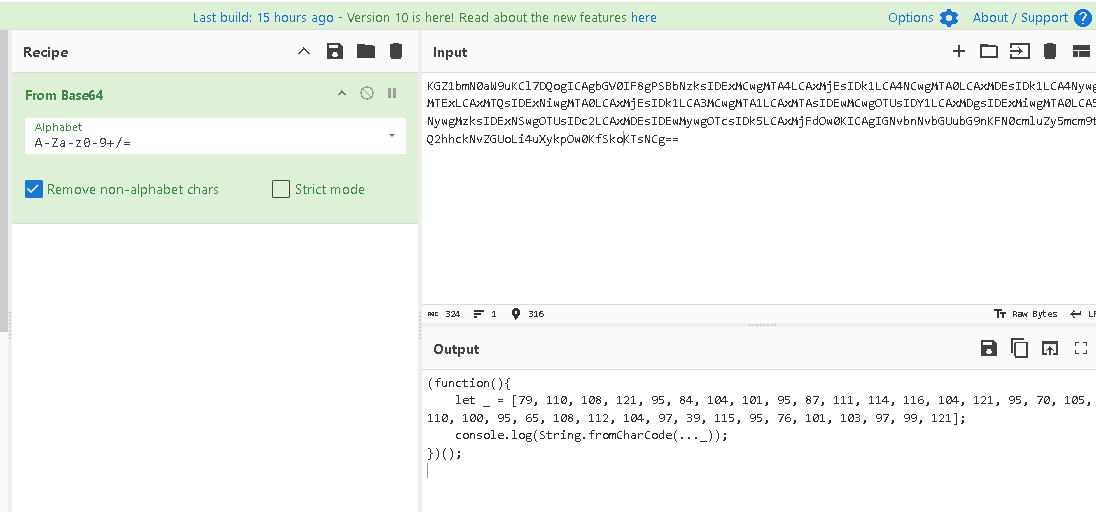 Last build: 15 hours ago - Version 10 is here! Read about the new features here
Options About / Support ?
Recipe
From Base64
Alphabet
A-Za-z0-9+/=
Remove non-alphabet chars Strict mode
Input
KGZ1bmN0aW9uKCl7DQogICAgbGV0IF8gPSBbNzksIDExMCwgMTA4LCAxMjEsIDk1LCA4NCwgMTA0LCAxMDEsIDk1LCA4Nywg
MTExLCAxMTQsIDExNiwgMTA0LCAxMjEsIDk1LCA3MCwgMTA1LCAxMTAsIDEwMCwgOTUsIDY1LCAxMDgsIDExMiwgMTA0LCA5
NywgMzksIDExNSwgOTUsIDc2LCAxMDEsIDEwMywgOTcsIDk5LCAxMjFdOw0KICAgIGNvbnNvbGUubG9nKFN0cmluZy5mcm9t
Q2hhckNvZGUoLi4uXykpOw0KfSkoKTsNCg==
REC 324 1 316
Raw Bytes LF
Output
(function(){
    let _ = [79, 110, 108, 121, 95, 84, 104, 101, 95, 87, 111, 114, 116, 104, 121, 95, 70, 105,
110, 100, 95, 65, 108, 112, 104, 97, 39, 115, 95, 76, 101, 103, 97, 99, 121];
    console.log(String.fromCharCode(..._));
})();